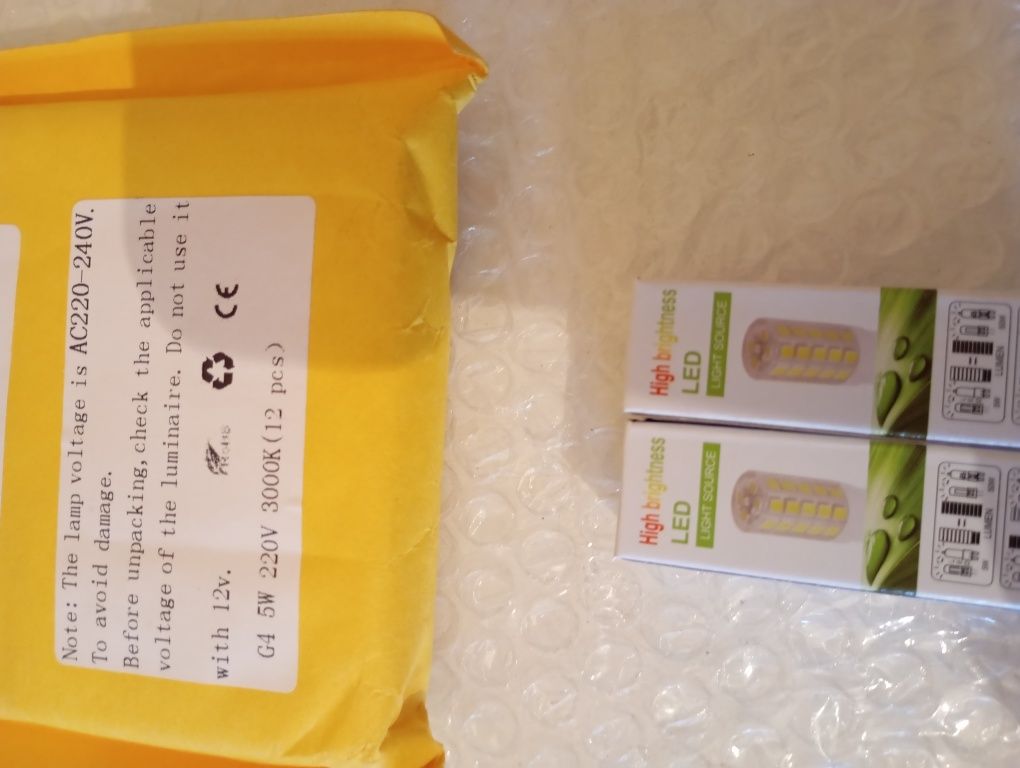 Note: The lamp voltage is AC220-240V.
To avoid damage.
Before unpacking,check the applicable
voltage of the luminaire. Do not use it
with 12v.
CE
G4 5W 220V 3000K(12 pcs)
High brightness
LED
LIGHT SOURCE
LUMEN
High brightness
LED
LIGHT SOURCE
LUMEN